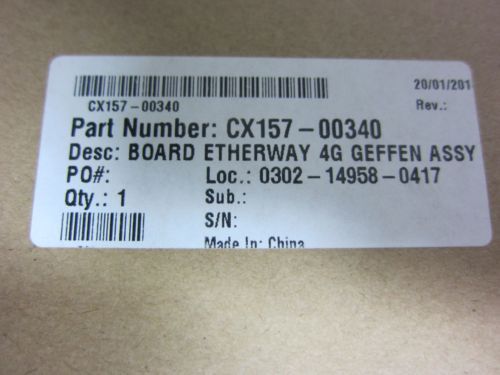 20/01/201
CX157-00340 Rev.:
Part Number: CX157-00340
Desc: BOARD ETHERWAY 4G GEFFEN ASSY
PO#: Loc.: 0302-14958-0417
Qty.: 1 Sub.:
S/N:
Made In: China